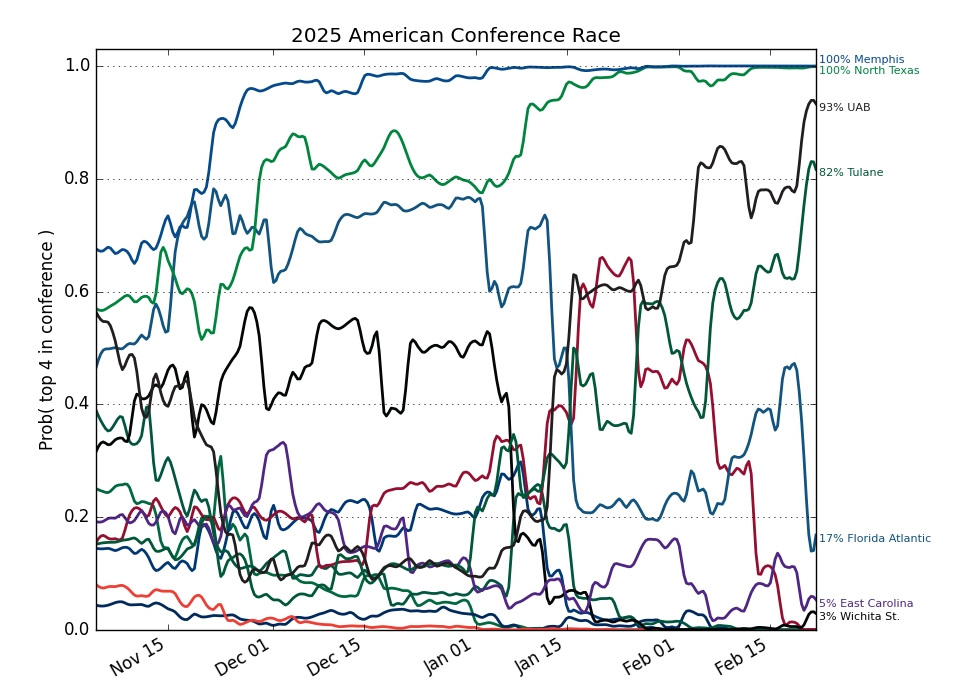 2025 American Conference Race
Prob( top 4 in conference )
1.0
0.8
0.6
0.4
0.2
0.0
Nov 15
Dec 01
Dec 15
Jan 01
Jan 15
Feb 01
Feb 15
100% Memphis
100% North Texas
93% UAB
82% Tulane
17% Florida Atlantic
5% East Carolina
3% Wichita St.